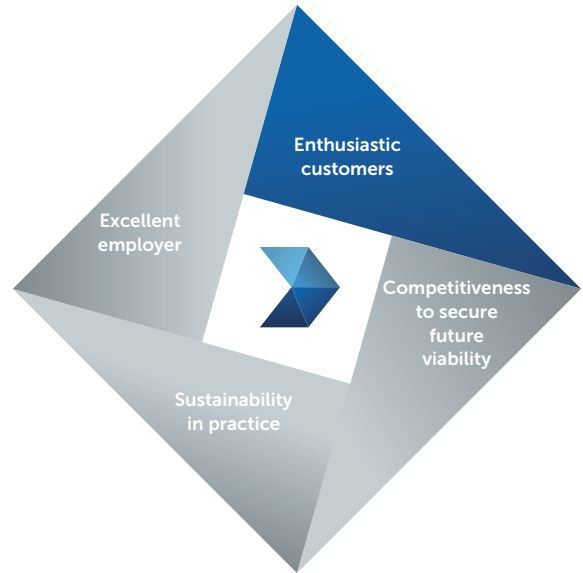 Enthusiastic
customers
Excellent
employer
Competitiveness
to secure
future
viability
Sustainability
in practice